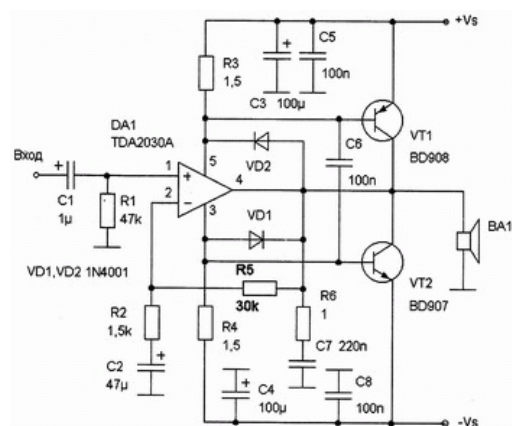 +Vs
R3
1,5
C5
100n
C3 100µ
DA1
TDA2030A
VT1
BD908
Вход
C6
100n
VD2
1
2
3
4
5
+
−
C1
1µ
R1
47k
VD1
BA1
VD1,VD2 1N4001
R5
30k
VT2
BD907
R2
1,5k
R4
1,5
R6
1
C7 220n
C2
47µ
C4
100µ
C8
100n
-Vs